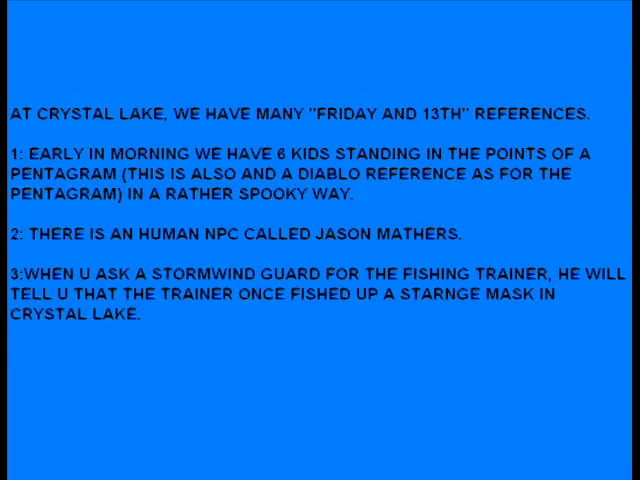 AT CRYSTAL LAKE, WE HAVE MANY "FRIDAY AND 13TH" REFERENCES.
1: EARLY IN MORNING WE HAVE 6 KIDS STANDING IN THE POINTS OF A
PENTAGRAM (THIS IS ALSO AND A DIABLO REFERENCE AS FOR THE
PENTAGRAM) IN A RATHER SPOOKY WAY.
2: THERE IS AN HUMAN NPC CALLED JASON MATHERS.
3:WHEN U ASK A STORMWIND GUARD FOR THE FISHING TRAINER, HE WILL
TELL U THAT THE TRAINER ONCE FISHED UP A STARNGE MASK IN
CRYSTAL LAKE.